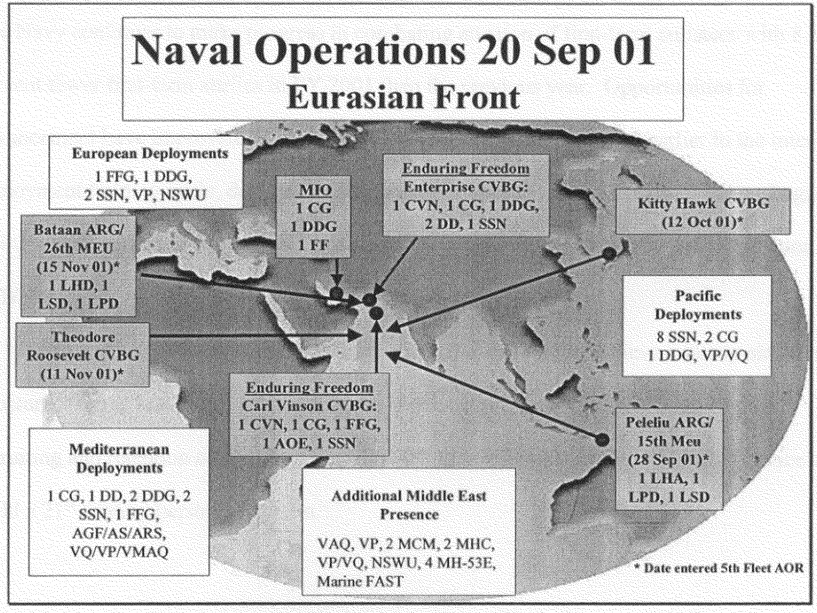 Naval Operations 20 Sep 01
Eurasian Front
European Deployments
1 FFG, 1 DDG,
2 SSN, VP, NSWU
MIO
1 CG
1 DDG
1 FF
Enduring Freedom
Enterprise CVBG:
1 CVN, 1 CG, 1 DDG,
2 DD, 1 SSN
Kitty Hawk CVBG
(12 Oct 01)*
Bataan ARG/
26th MEU
(15 Nov 01)*
1 LHD, 1
LSD, 1 LPD
Theodore
Roosevelt CVBG
(11 Nov 01)*
Pacific
Deployments
8 SSN, 2 CG
1 DDG, VP/VQ
Enduring Freedom
Carl Vinson CVBG:
1 CVN, 1 CG, 1 FFG,
1 AOE, 1 SSN
Peleliu ARG/
15th Meu
(28 Sep 01)*
1 LHA, 1
LPD, 1 LSD
Mediterranean
Deployments
1 CG, 1 DD, 2 DDG, 2
SSN, 1 FFG,
AGF/AS/ARS,
VQ/VP/VMAQ
Additional Middle East
Presence
VAQ, VP, 2 MCM, 2 MHC,
VP/VQ, NSWU, 4 MH-53E,
Marine FAST
* Date entered 5th Fleet AOR